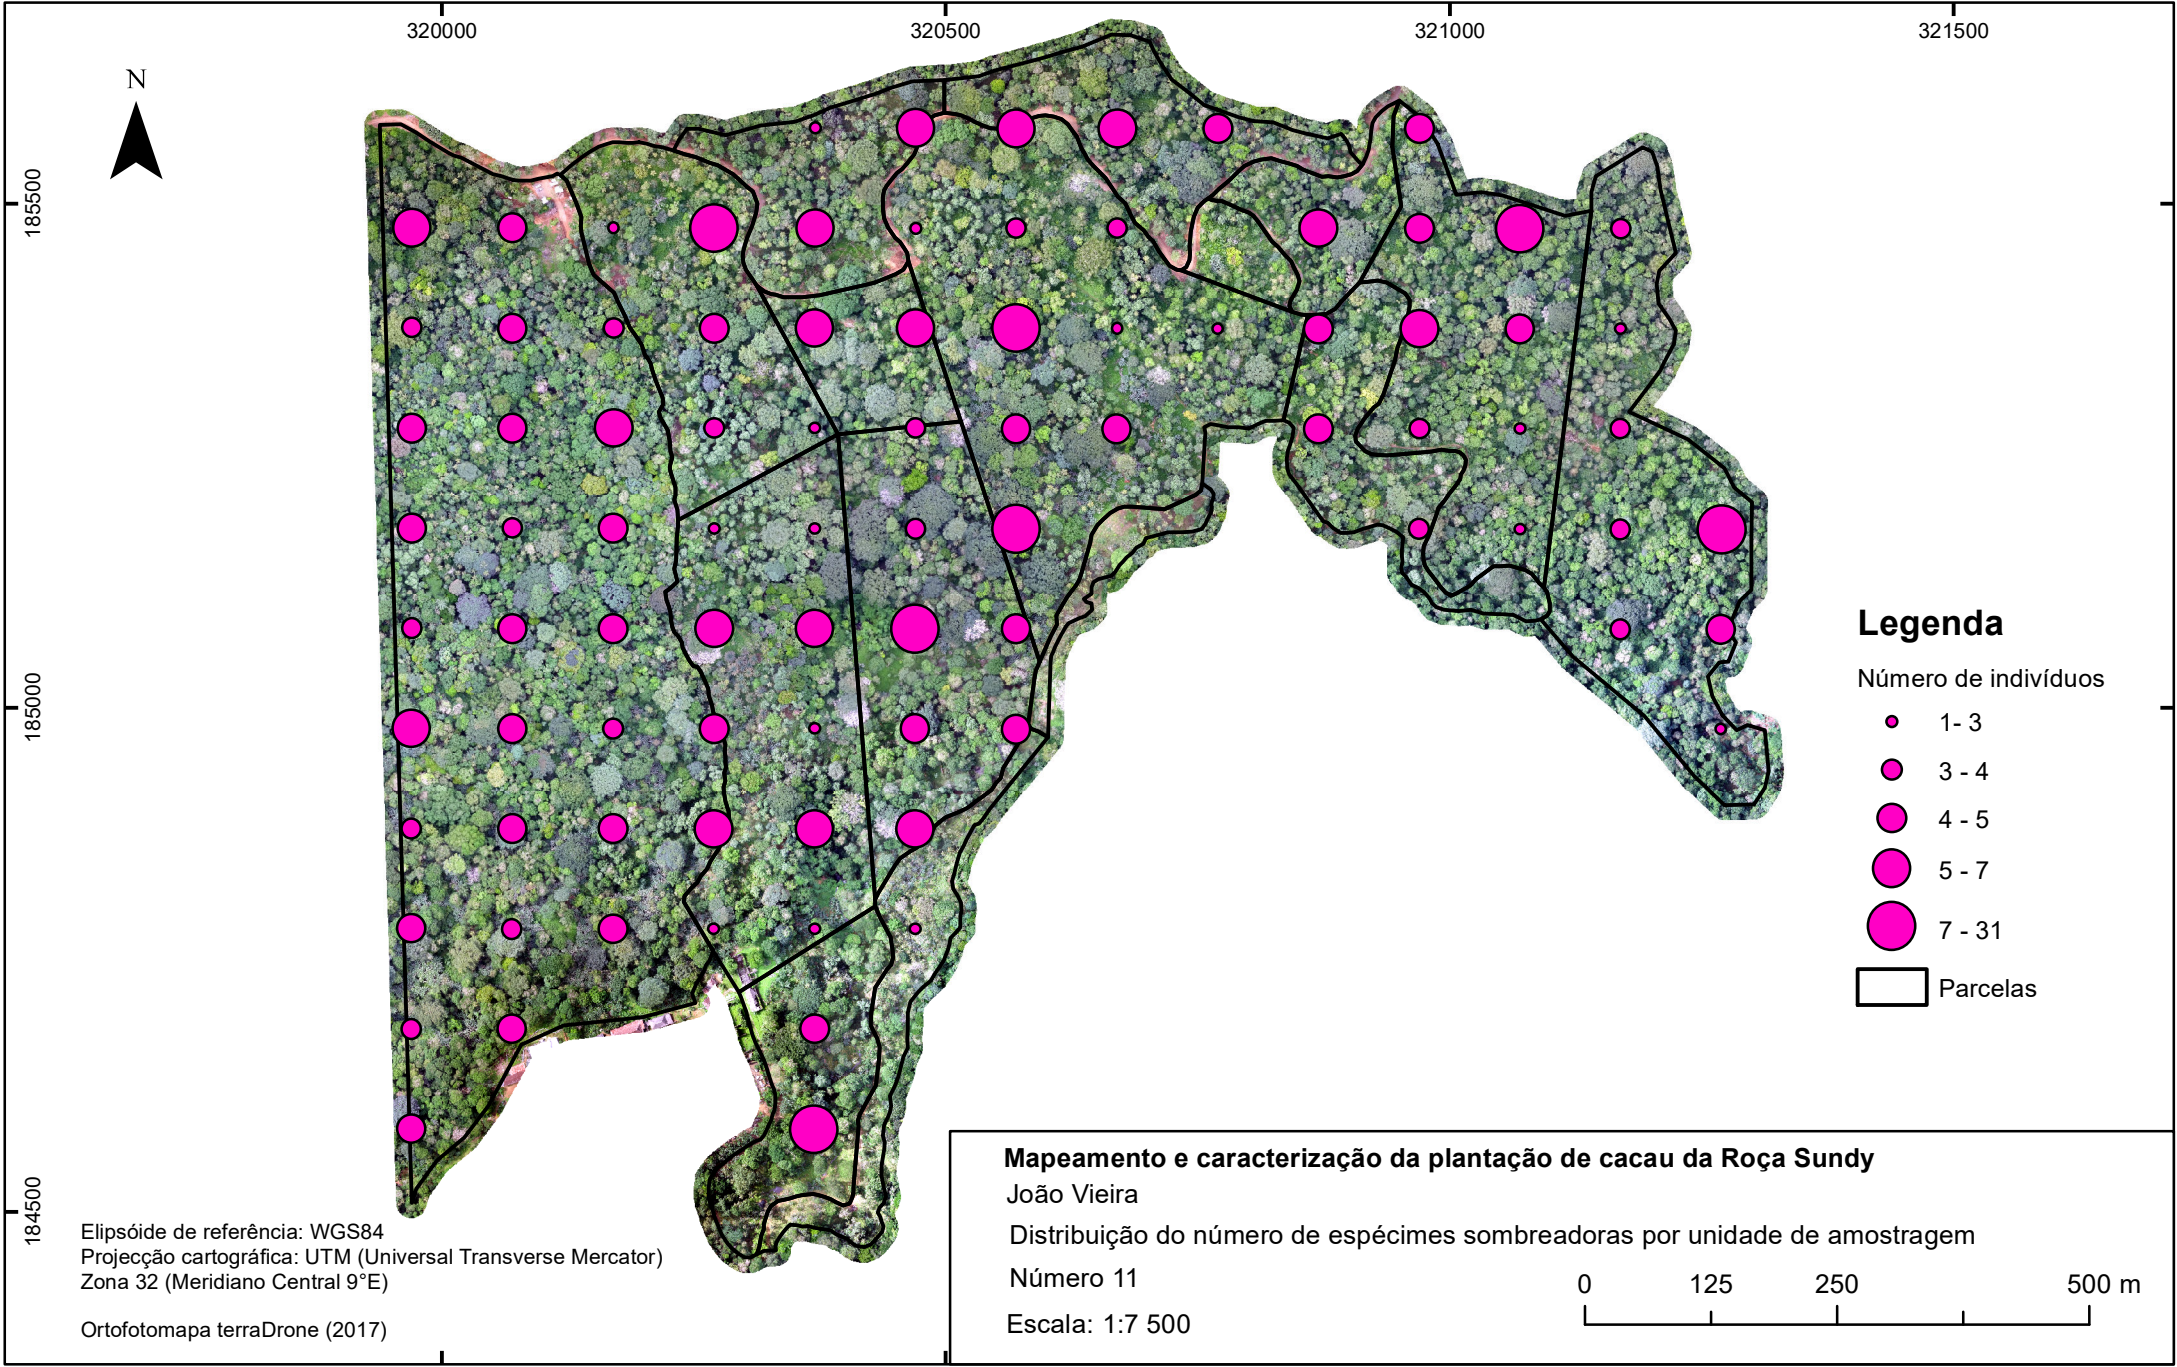 320000
320500
321000
321500
N
185500
185000
184500
Legenda
Número de indivíduos
1- 3
3 - 4
4 - 5
5 - 7
7 - 31
Parcelas
Elipsóide de referência: WGS84
Projecção cartográfica: UTM (Universal Transverse Mercator)
Zona 32 (Meridiano Central 9°E)
Ortofotomapa terraDrone (2017)
Mapeamento e caracterização da plantação de cacau da Roça Sundy
João Vieira
Distribuição do número de espécimes sombreadoras por unidade de amostragem
Número 11
Escala: 1:7 500
0 125 250 500 m